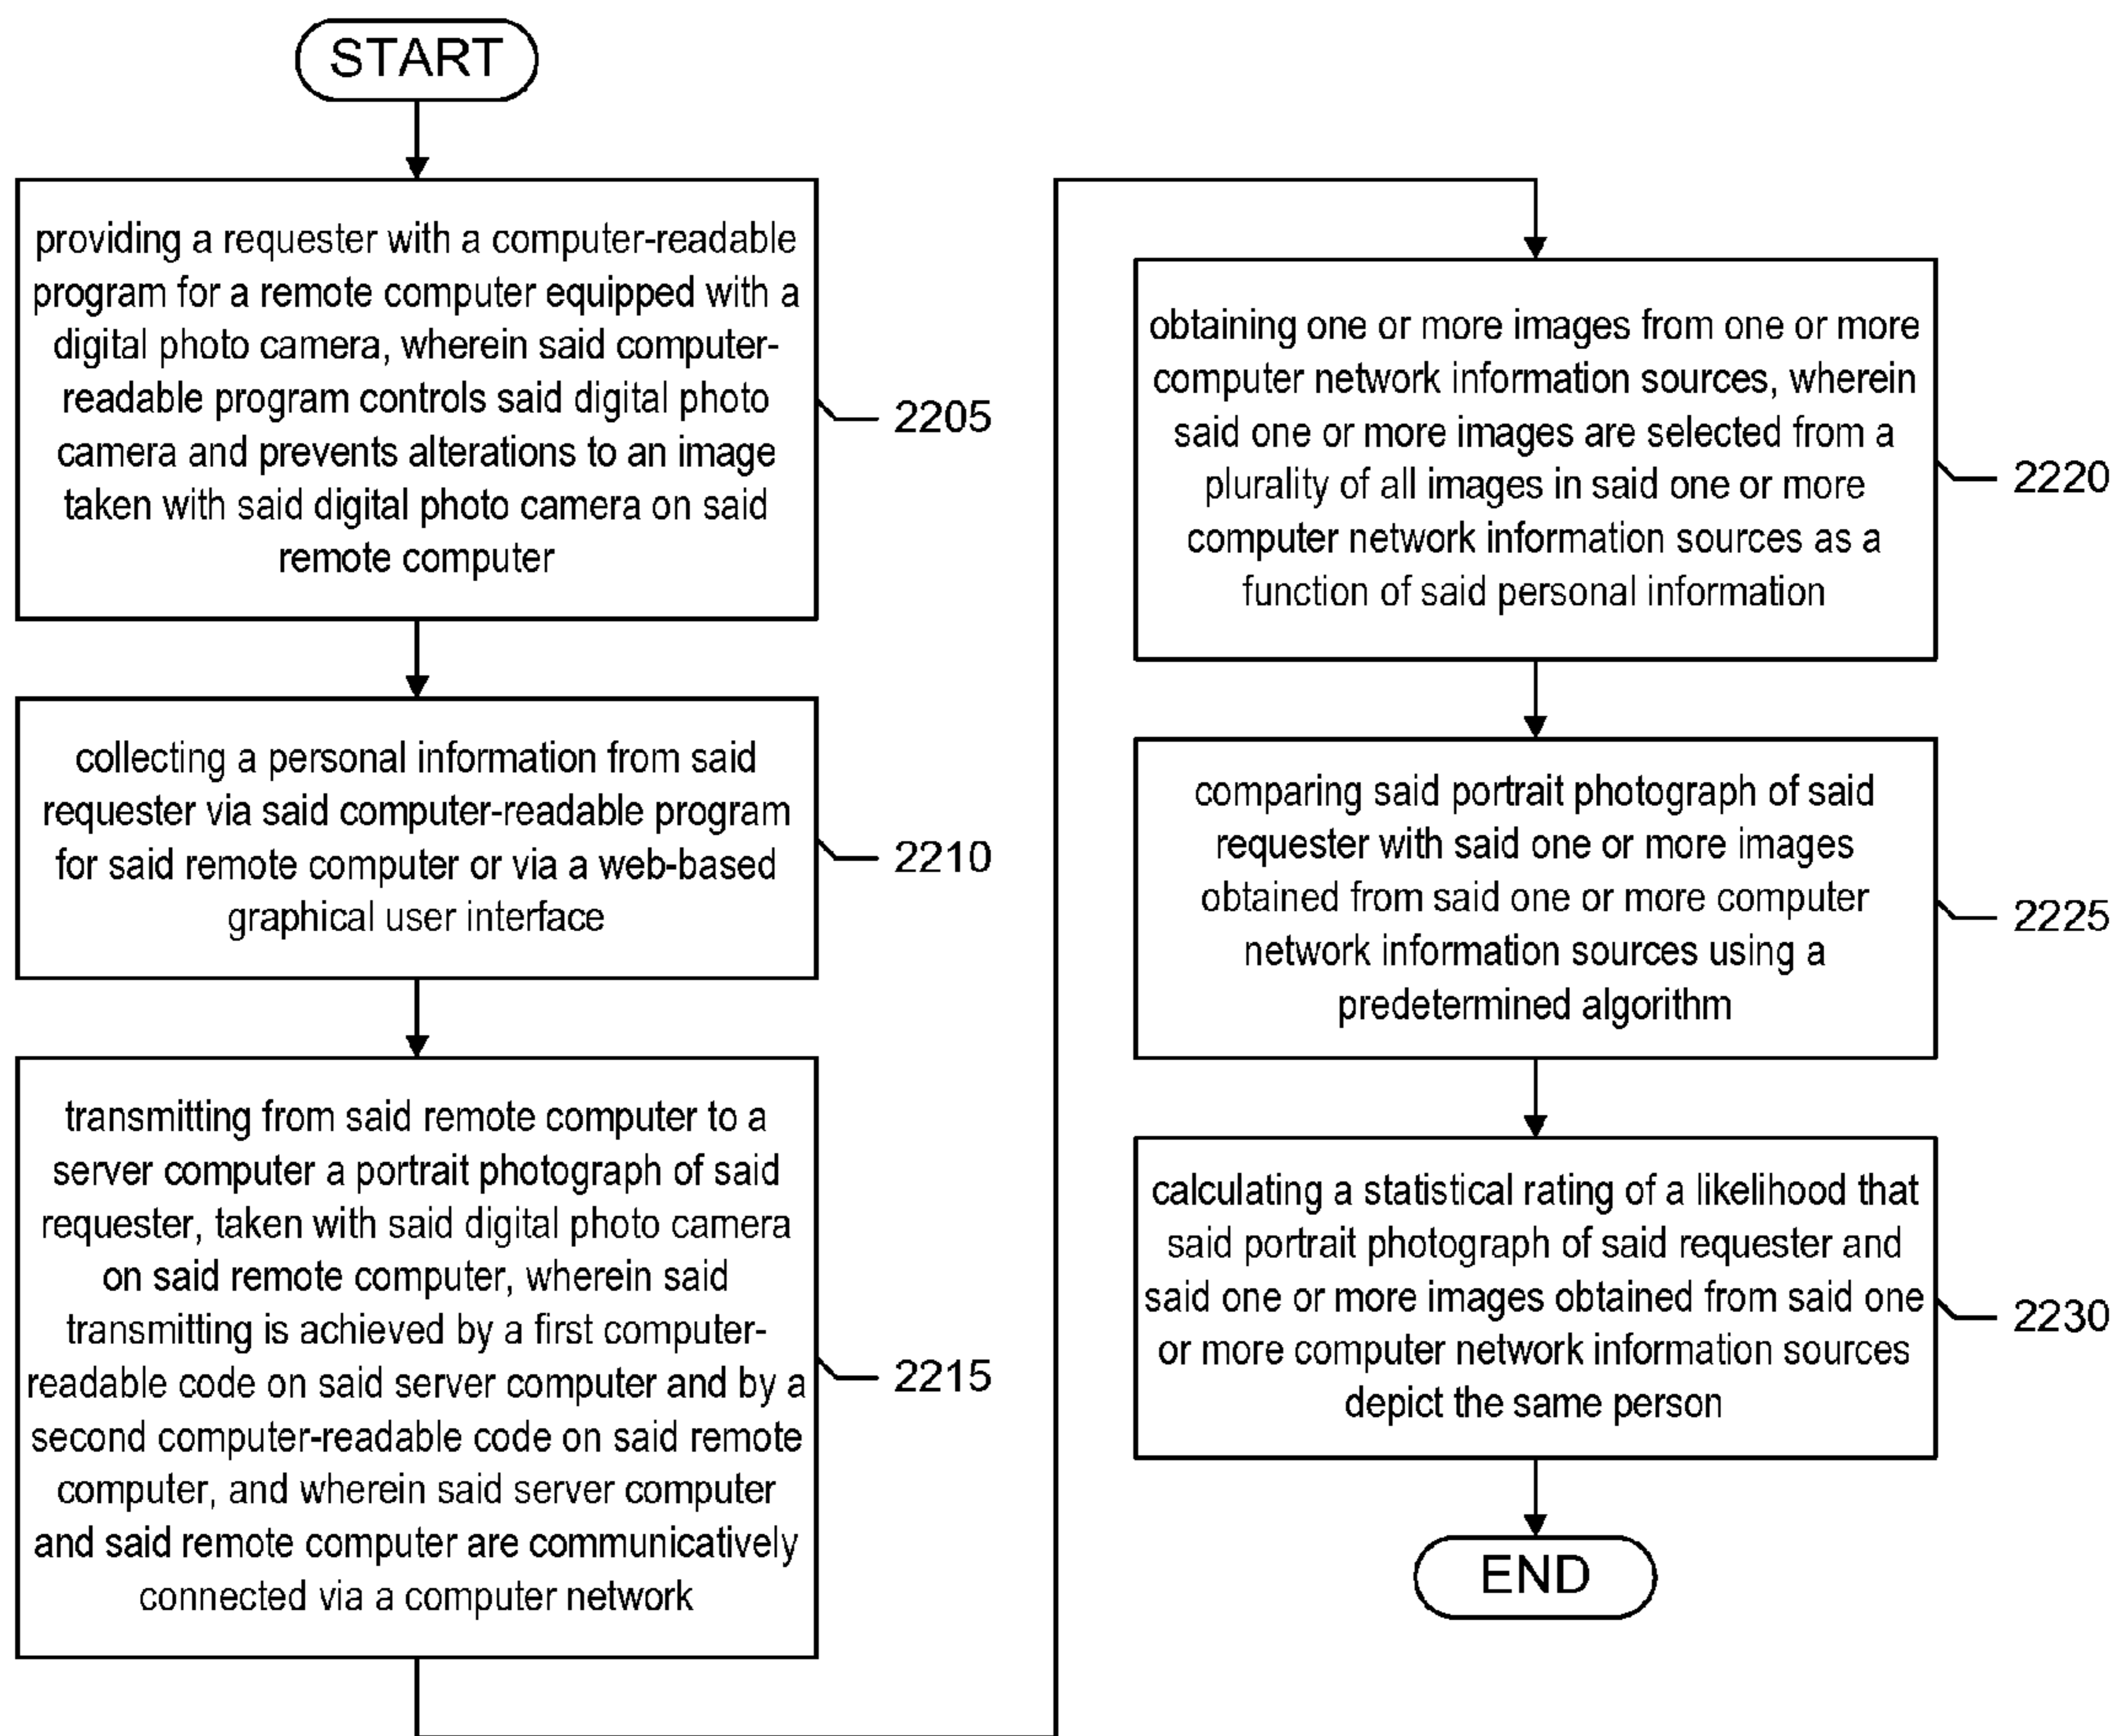 START
providing a requester with a computer-readable
program for a remote computer equipped with a
digital photo camera, wherein said computer-
readable program controls said digital photo
camera and prevents alterations to an image
taken with said digital photo camera on said
remote computer
2205
collecting a personal information from said
requester via said computer-readable program
for said remote computer or via a web-based
graphical user interface
2210
transmitting from said remote computer to a
server computer a portrait photograph of said
requester, taken with said digital photo camera
on said remote computer, wherein said
transmitting is achieved by a first computer-
readable code on said server computer and by a
second computer-readable code on said remote
computer, and wherein said server computer
and said remote computer are communicatively
connected via a computer network
2215
obtaining one or more images from one or more
computer network information sources, wherein
said one or more images are selected from a
plurality of all images in said one or more
computer network information sources as a
function of said personal information
2220
comparing said portrait photograph of said
requester with said one or more images
obtained from said one or more computer
network information sources using a
predetermined algorithm
2225
calculating a statistical rating of a likelihood that
said portrait photograph of said requester and
said one or more images obtained from said one
or more computer network information sources
depict the same person
2230
END